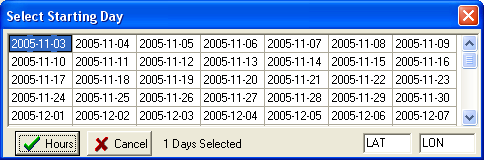 Select Starting Day
2005-11-03 2005-11-04 2005-11-05 2005-11-06 2005-11-07 2005-11-08 2005-11-09
2005-11-10 2005-11-11 2005-11-12 2005-11-13 2005-11-14 2005-11-15 2005-11-16
2005-11-17 2005-11-18 2005-11-19 2005-11-20 2005-11-21 2005-11-22 2005-11-23
2005-11-24 2005-11-25 2005-11-26 2005-11-27 2005-11-28 2005-11-29 2005-11-30
2005-12-01 2005-12-02 2005-12-03 2005-12-04 2005-12-05 2005-12-06 2005-12-07
Hours Cancel 1 Days Selected LAT LON